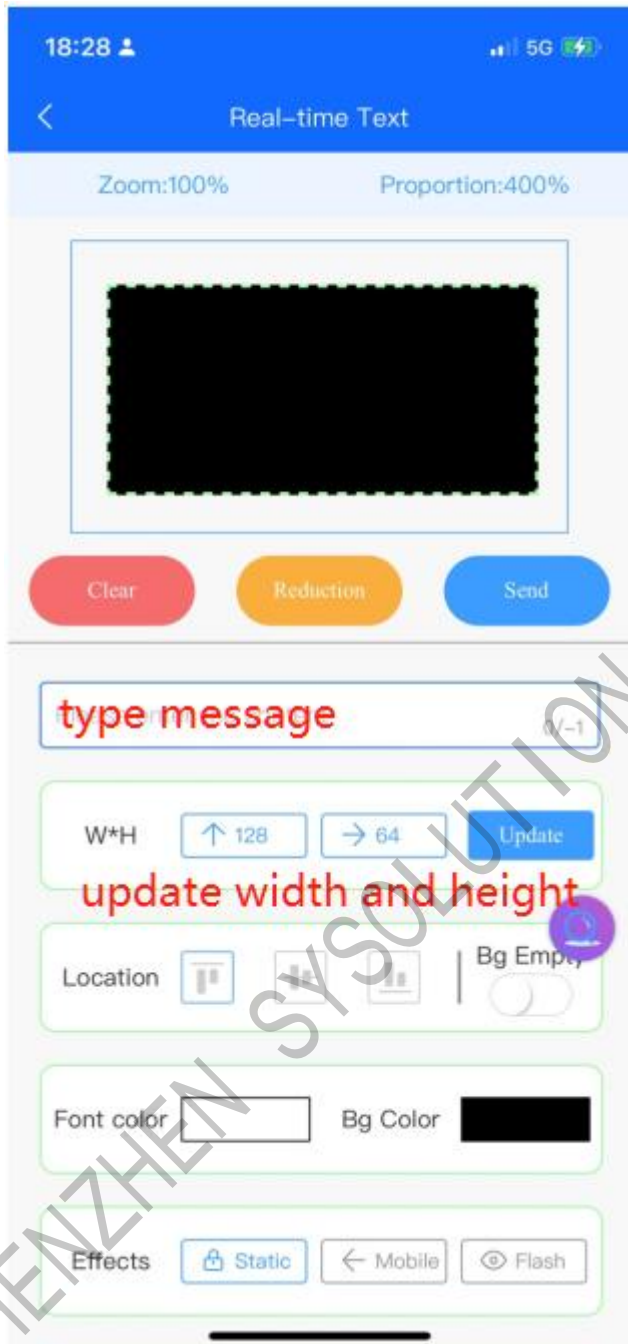 18:28
5G
Real-time Text
Zoom:100%
Proportion:400%
Clear
Reduction
Send
type message
0/-1
W*H
128
64
Update
update width and height
Location
Bg Empty
Font color
Bg Color
Effects
Static
Mobile
Flash
SHENZHEN SYSOLUTION